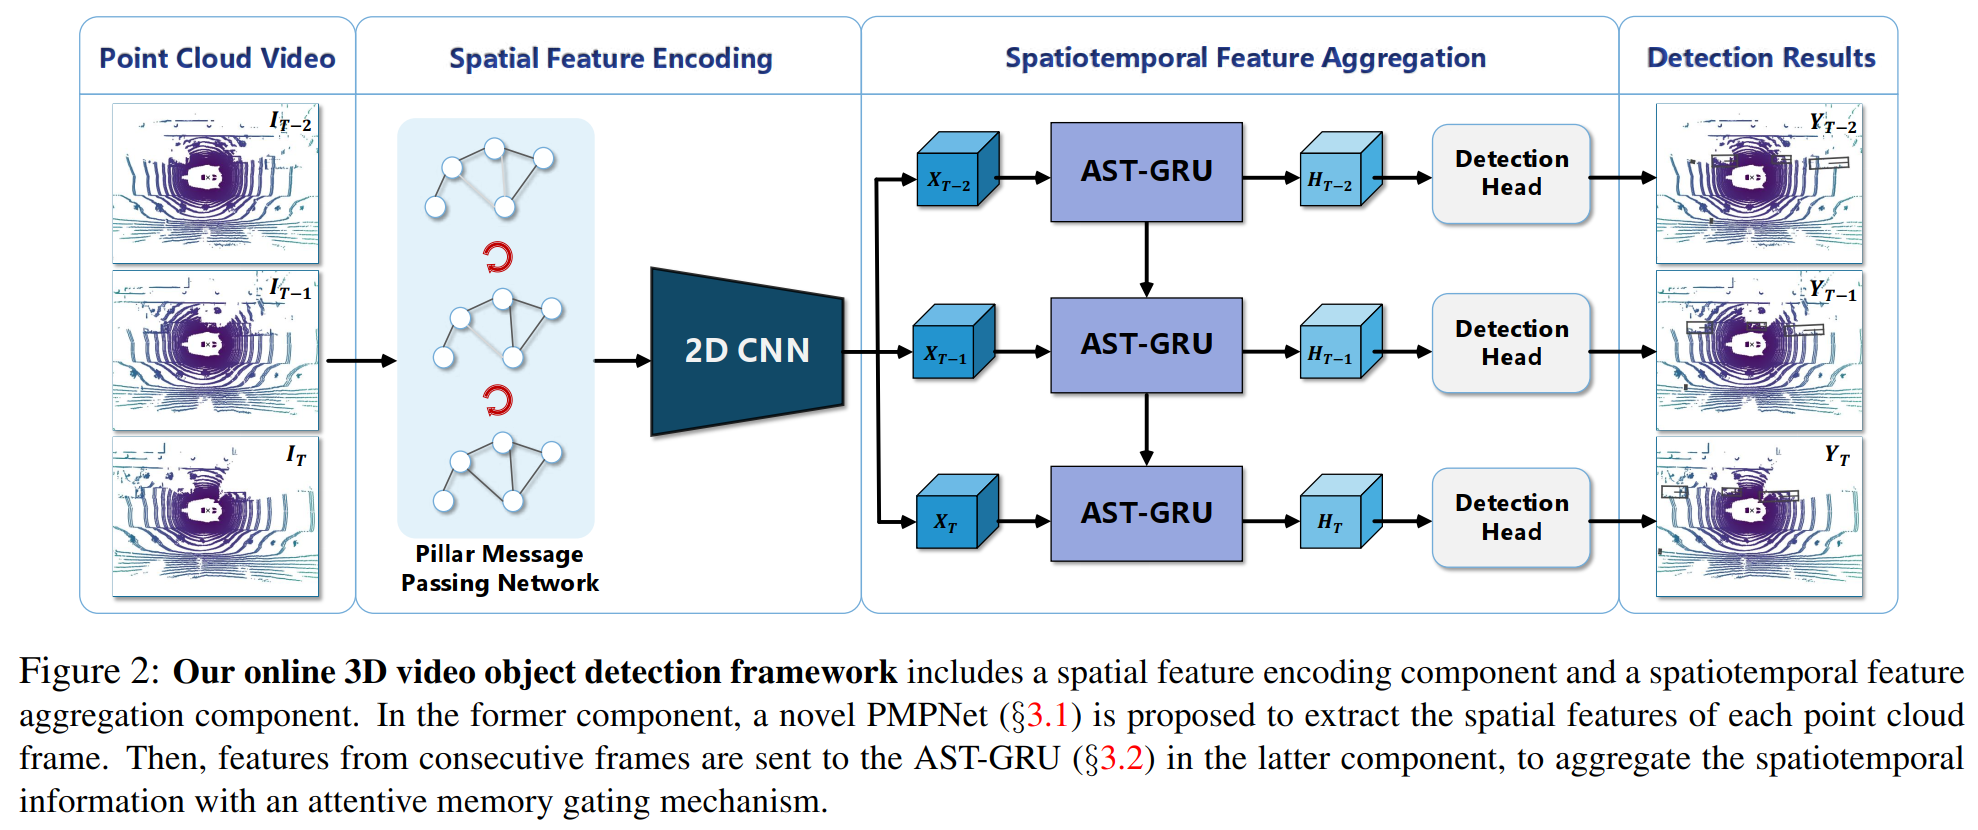 Point Cloud Video
Spatial Feature Encoding
Spatiotemporal Feature Aggregation
Detection Results
I_{T−2}
I_{T−1}
I_T
Pillar Message
Passing Network
2D CNN
X_{T−2}
AST-GRU
H_{T−2}
Detection
Head
Y_{T−2}
X_{T−1}
AST-GRU
H_{T−1}
Detection
Head
Y_{T−1}
X_T
AST-GRU
H_T
Detection
Head
Y_T
Figure 2: Our online 3D video object detection framework includes a spatial feature encoding component and a spatiotemporal feature
aggregation component. In the former component, a novel PMPNet (§3.1) is proposed to extract the spatial features of each point cloud
frame. Then, features from consecutive frames are sent to the AST-GRU (§3.2) in the latter component, to aggregate the spatiotemporal
information with an attentive memory gating mechanism.